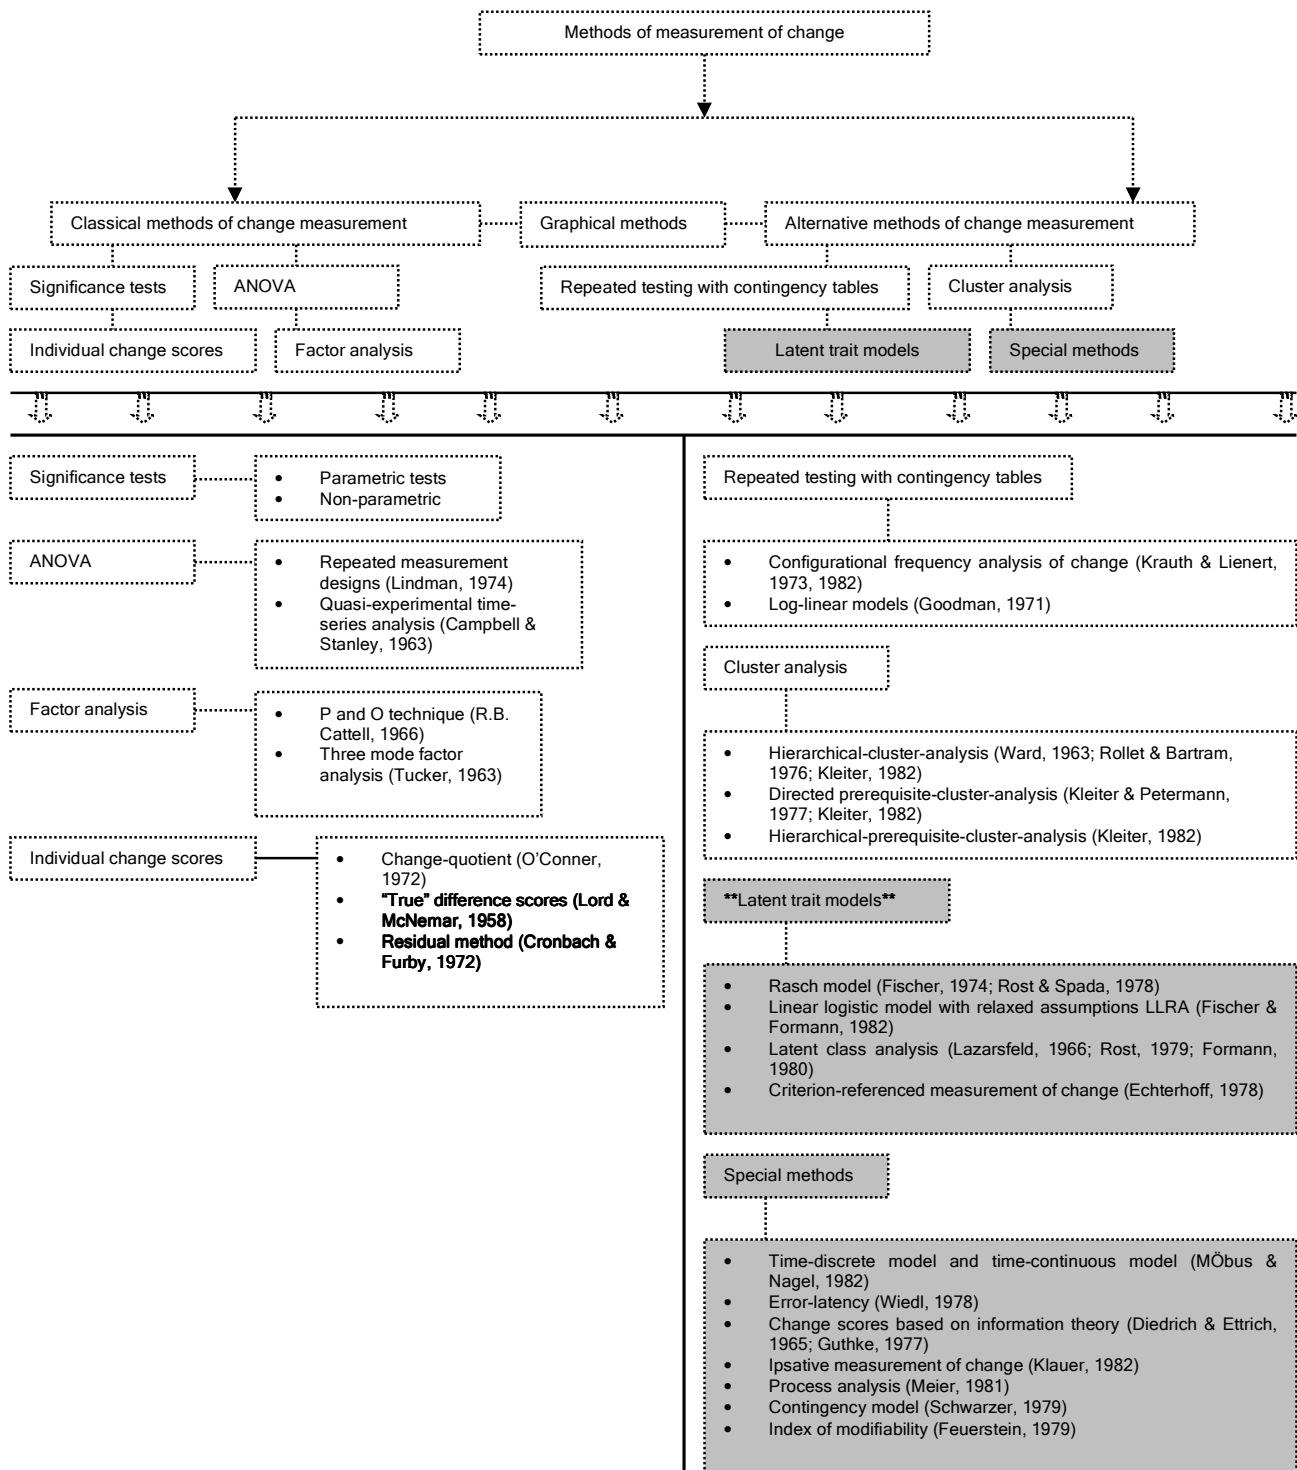 Methods of measurement of change
Classical methods of change measurement
Graphical methods
Alternative methods of change measurement
Significance tests
ANOVA
Repeated testing with contingency tables
Cluster analysis
Individual change scores
Factor analysis
Latent trait models
Special methods
Significance tests
• Parametric tests
• Non-parametric
ANOVA
• Repeated measurement
designs (Lindman, 1974)
• Quasi-experimental time-
series analysis (Campbell &
Stanley, 1963)
Factor analysis
• P and O technique (R.B.
Cattell, 1966)
• Three mode factor
analysis (Tucker, 1963)
Individual change scores
• Change-quotient (O'Conner,
1972)
• "True" difference scores (Lord &
McNemar, 1958)
• Residual method (Cronbach &
Furby, 1972)
Repeated testing with contingency tables
• Configurational frequency analysis of change (Krauth & Lienert,
1973, 1982)
• Log-linear models (Goodman, 1971)
Cluster analysis
• Hierarchical-cluster-analysis (Ward, 1963; Rollet & Bartram,
1976; Kleiter, 1982)
• Directed prerequisite-cluster-analysis (Kleiter & Petermann,
1977; Kleiter, 1982)
• Hierarchical-prerequisite-cluster-analysis (Kleiter, 1982)
**Latent trait models**
• Rasch model (Fischer, 1974; Rost & Spada, 1978)
• Linear logistic model with relaxed assumptions LLRA (Fischer &
Formann, 1982)
• Latent class analysis (Lazarsfeld, 1966; Rost, 1979; Formann,
1980)
• Criterion-referenced measurement of change (Echterhoff, 1978)
Special methods
• Time-discrete model and time-continuous model (MÖbus &
Nagel, 1982)
• Error-latency (Wiedl, 1978)
• Change scores based on information theory (Diedrich & Ettrich,
1965; Guthke, 1977)
• Ipsative measurement of change (Klauer, 1982)
• Process analysis (Meier, 1981)
• Contingency model (Schwarzer, 1979)
• Index of modifiability (Feuerstein, 1979)